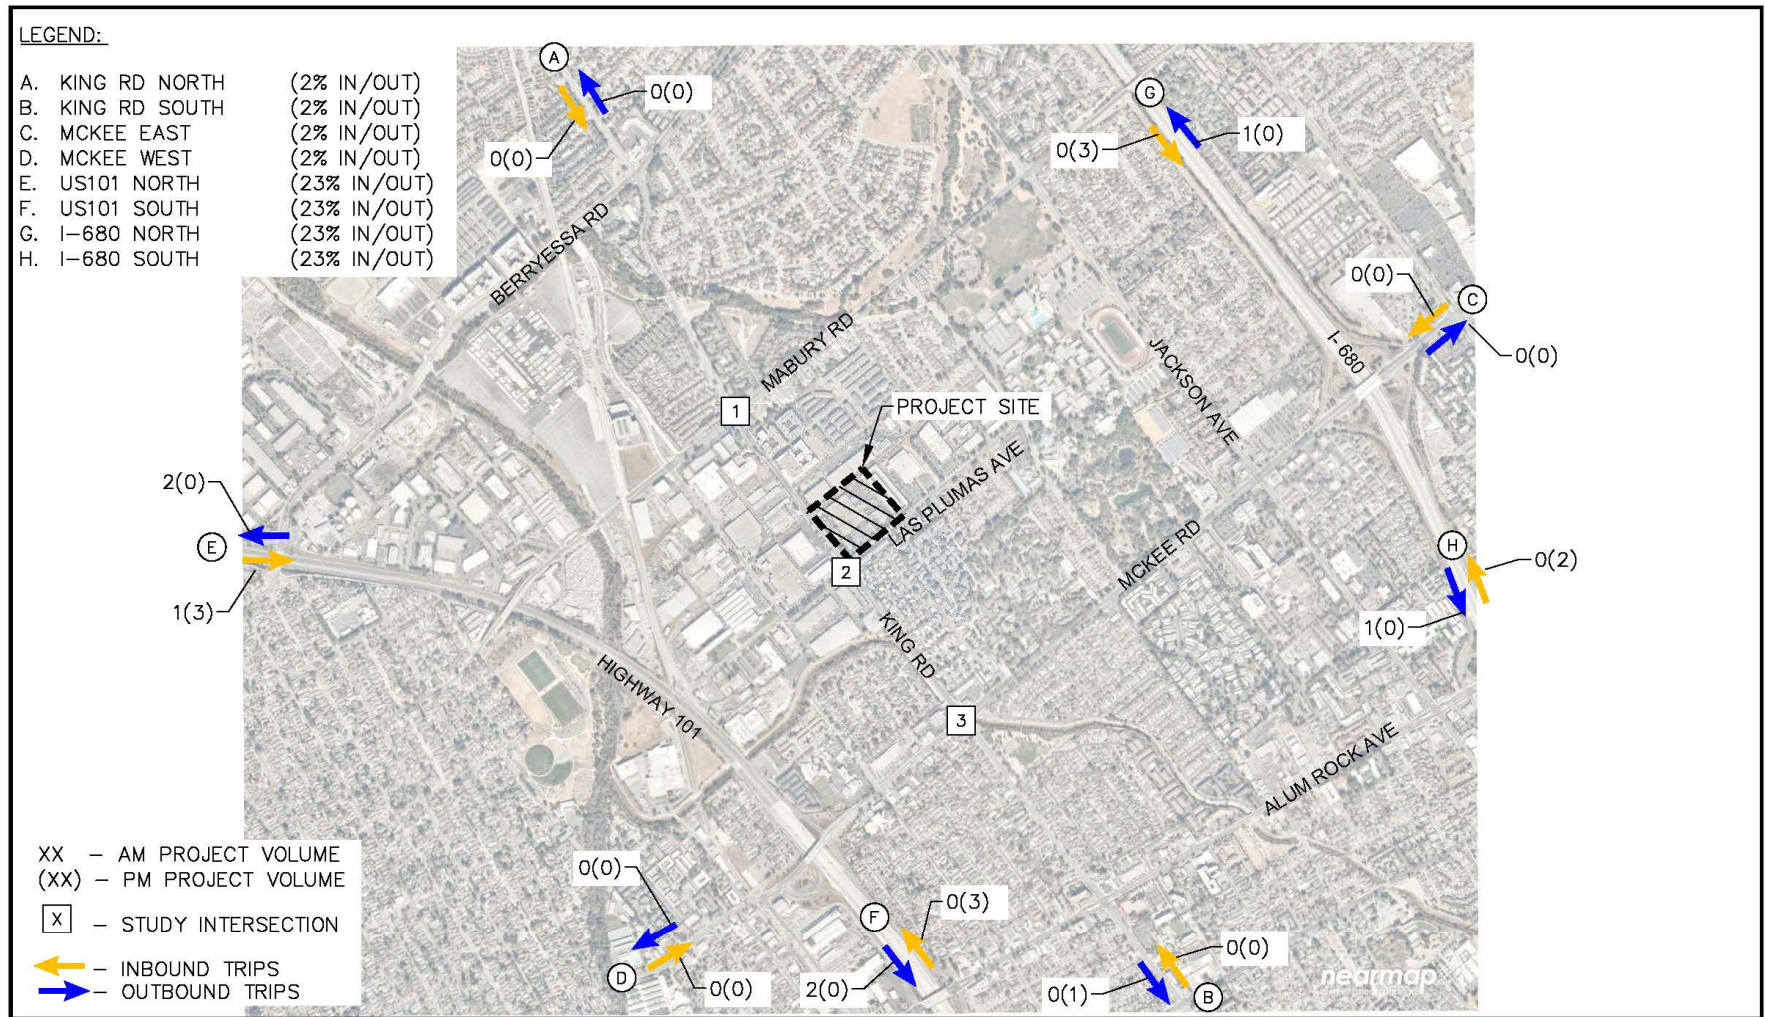 LEGEND:
A. KING RD NORTH (2% IN/OUT)
B. KING RD SOUTH (2% IN/OUT)
C. MCKEE EAST (2% IN/OUT)
D. MCKEE WEST (2% IN/OUT)
E. US101 NORTH (23% IN/OUT)
F. US101 SOUTH (23% IN/OUT)
G. I-680 NORTH (23% IN/OUT)
H. I-680 SOUTH (23% IN/OUT)
A
0(0)
0(0)
G
1(0)
0(3)
BERRYESSA RD
0(0)
C
0(0)
I-680
MABURY RD
JACKSON AVE
1
PROJECT SITE
LAS PLUMAS AVE
2(0)
E
1(3)
2
MCKEE RD
H
0(2)
1(0)
KING RD
HIGHWAY 101
3
ALUM ROCK AVE
XX - AM PROJECT VOLUME
(XX) - PM PROJECT VOLUME
X - STUDY INTERSECTION
- INBOUND TRIPS
- OUTBOUND TRIPS
0(0)
D
0(0)
F
0(3)
2(0)
0(0)
0(1)
B
nearmap